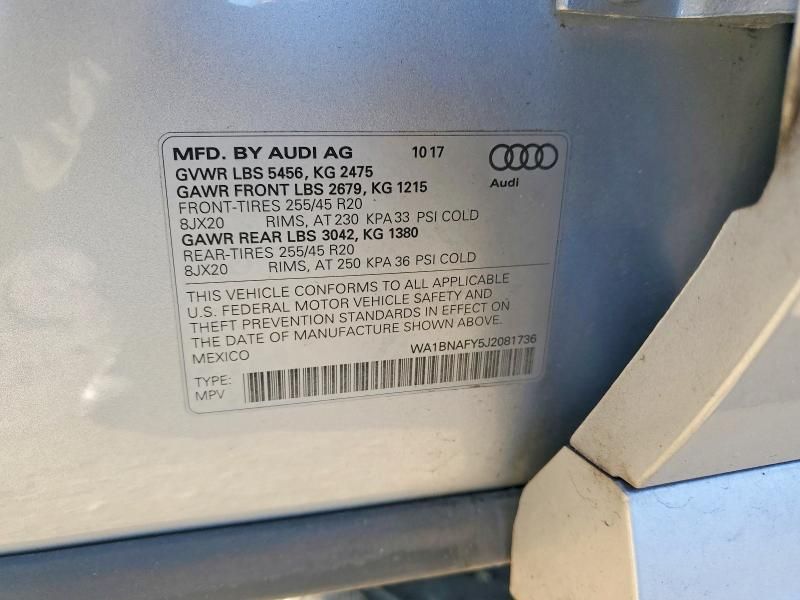 MFD. BY AUDI AG 10 17
GVWR LBS 5456, KG 2475
GAWR FRONT LBS 2679, KG 1215
Audi
FRONT-TIRES 255/45 R20
8JX20 RIMS, AT 230 KPA 33 PSI COLD
GAWR REAR LBS 3042, KG 1380
REAR-TIRES 255/45 R20
8JX20 RIMS, AT 250 KPA 36 PSI COLD
THIS VEHICLE CONFORMS TO ALL APPLICABLE
U.S. FEDERAL MOTOR VEHICLE SAFETY AND
THEFT PREVENTION STANDARDS IN EFFECT ON
THE DATE OF MANUFACTURE SHOWN ABOVE.
MEXICO WA1BNAFY5J2081736
TYPE:
MPV